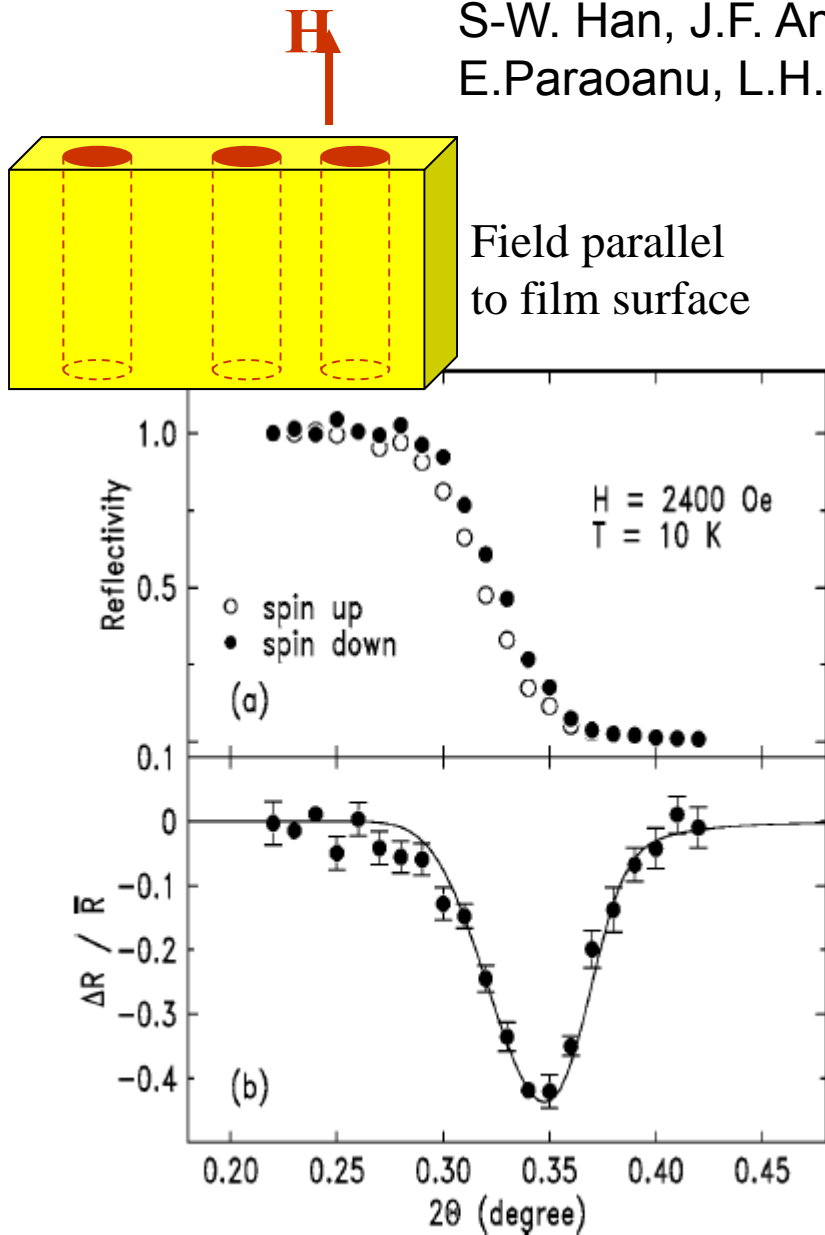 H
S-W. Han, J.F.
E.Paraoanu, L.H.
Field parallel
to film surface
1.0
0.5
Reflectivity
H = 2400 Oe
T = 10 K
○ spin up
● spin down
(a)
0.1
0
-0.1
-0.2
-0.3
-0.4
ΔR / R̅
(b)
0.20 0.25 0.30 0.35 0.40 0.45
2Θ (degree)